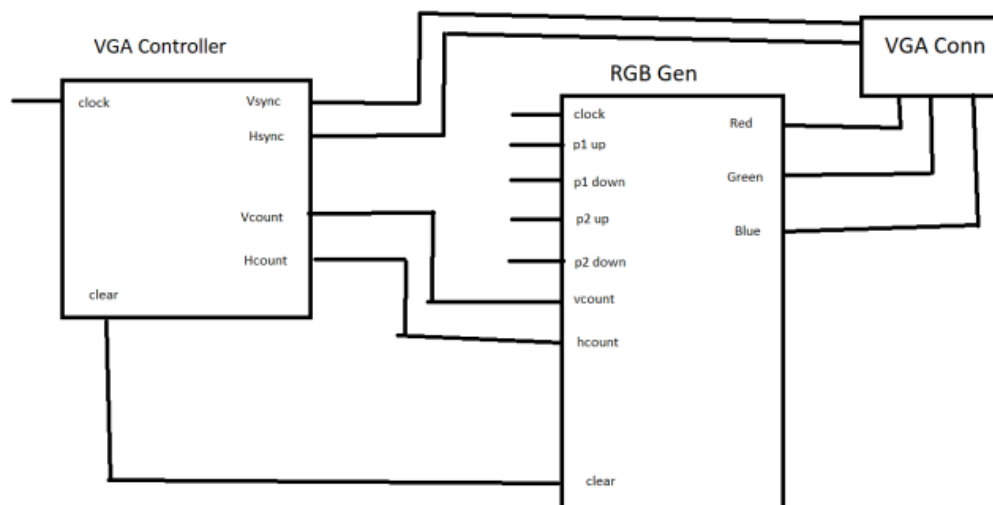 VGA Controller
clock
Vsync
Hsync
Vcount
Hcount
clear
RGB Gen
clock
p1 up
p1 down
p2 up
p2 down
vcount
hcount
clear
Red
Green
Blue
VGA Conn